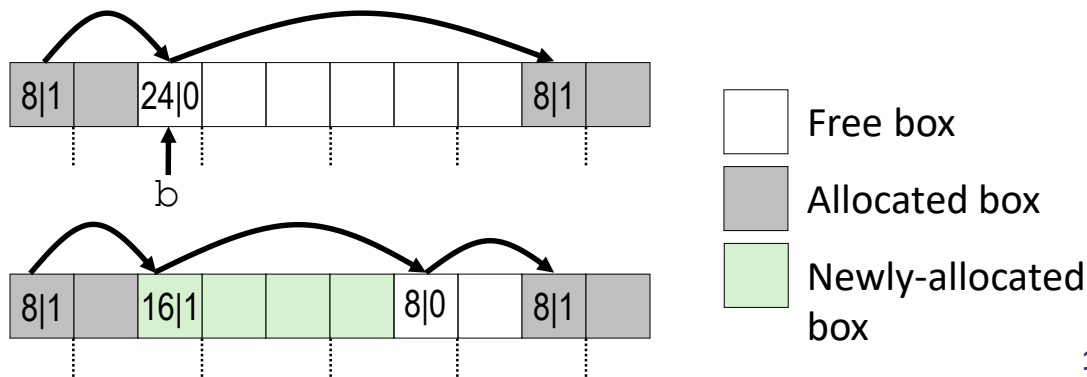 8|1 24|0 8|1
b
8|1 16|1 8|0 8|1
Free box
Allocated box
Newly-allocated
box